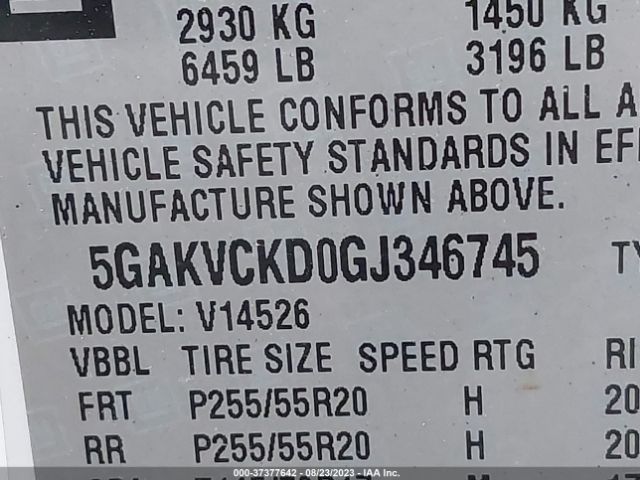 2930 KG 1450 KG
6459 LB 3196 LB
THIS VEHICLE CONFORMS TO ALL A
VEHICLE SAFETY STANDARDS IN EF
MANUFACTURE SHOWN ABOVE.
5GAKVCKD0GJ346745 TY
MODEL: V14526
VBBL TIRE SIZE SPEED RTG RI
FRT P255/55R20 H 20
RR P255/55R20 H 20
000-37377642 - 08/23/2023 - IAA Inc.